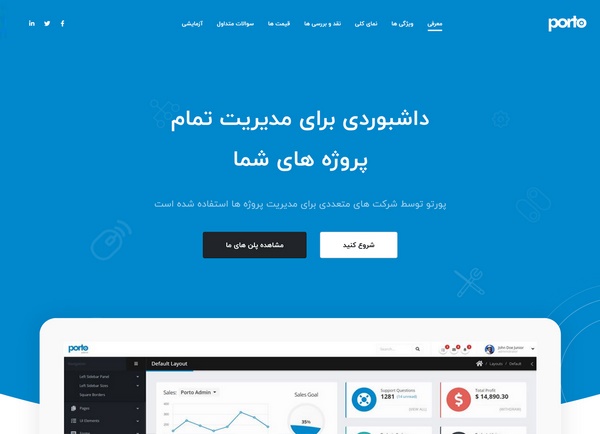 porto
معرفی
ویژگی ها
نمای کلی
نقد و بررسی ها
قیمت ها
سوالات متداول
آزمایشی
داشبوردی برای مدیریت تمام
پروژه های شما
پورتو توسط شرکت های متعددی برای مدیریت پروژه ها استفاده شده است
شروع کنید
مشاهده پلن های ما
porto
Search...
John Doe Junior
Default Layout
Layouts
Default
Left Sidebar Panel
Left Sidebar Sizes
Square Borders
Pages
UI Elements
Sales: Porto Admin
Sales Goal
35%
Support Questions
1281 (14 unread)
VIEW ALL
Total Profit
$ 14,890.30
WITHDRAW